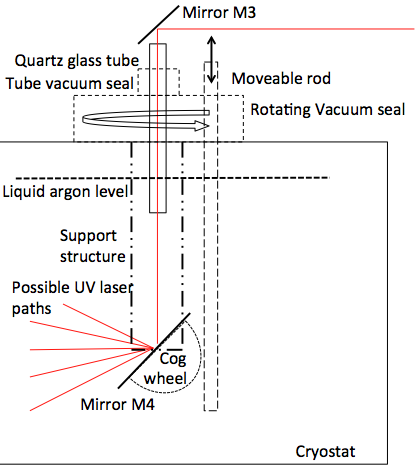 Mirror M3
Quartz glass tube
Tube vacuum seal
Moveable rod
Rotating Vacuum seal
Liquid argon level
Support
structure
Possible UV laser
paths
Cog
wheel
Mirror M4
Cryostat